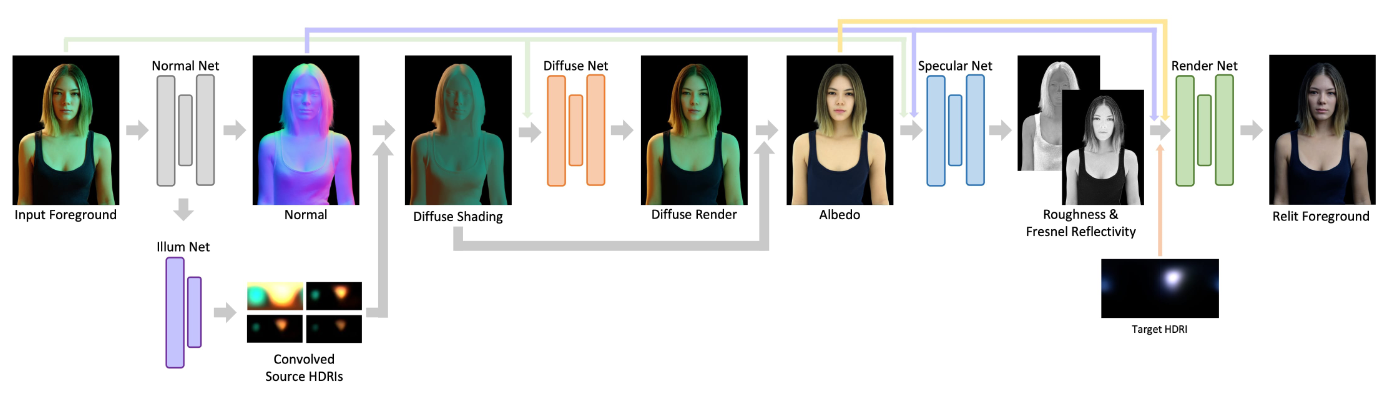 Normal Net
Diffuse Net
Specular Net
Render Net
Input Foreground
Normal
Diffuse Shading
Diffuse Render
Albedo
Roughness &
Fresnel Reflectivity
Relit Foreground
Illum Net
Convolved
Source HDRIs
Target HDRI